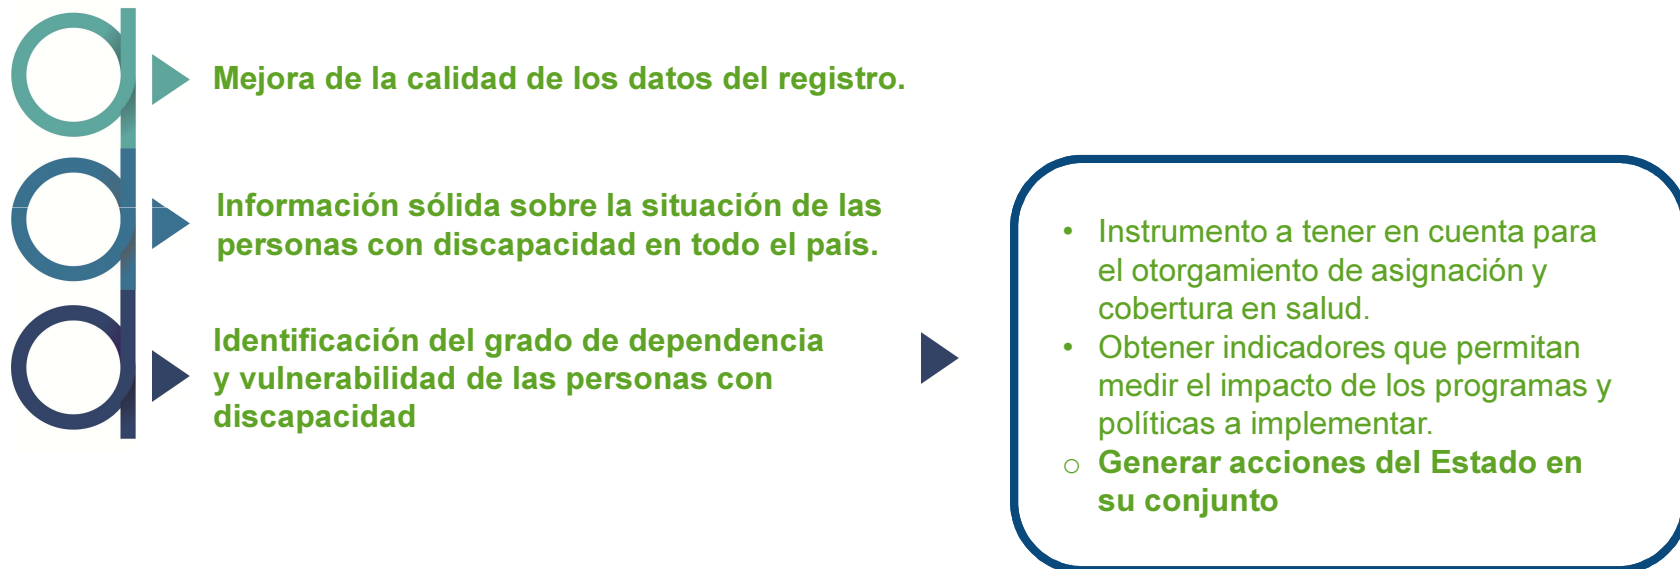 Mejora de la calidad de los datos del registro.
Información sólida sobre la situación de las
personas con discapacidad en todo el país.
Identificación del grado de dependencia
y vulnerabilidad de las personas con
discapacidad
• Instrumento a tener en cuenta para
el otorgamiento de asignación y
cobertura en salud.
• Obtener indicadores que permitan
medir el impacto de los programas y
políticas a implementar.
o Generar acciones del Estado en
su conjunto